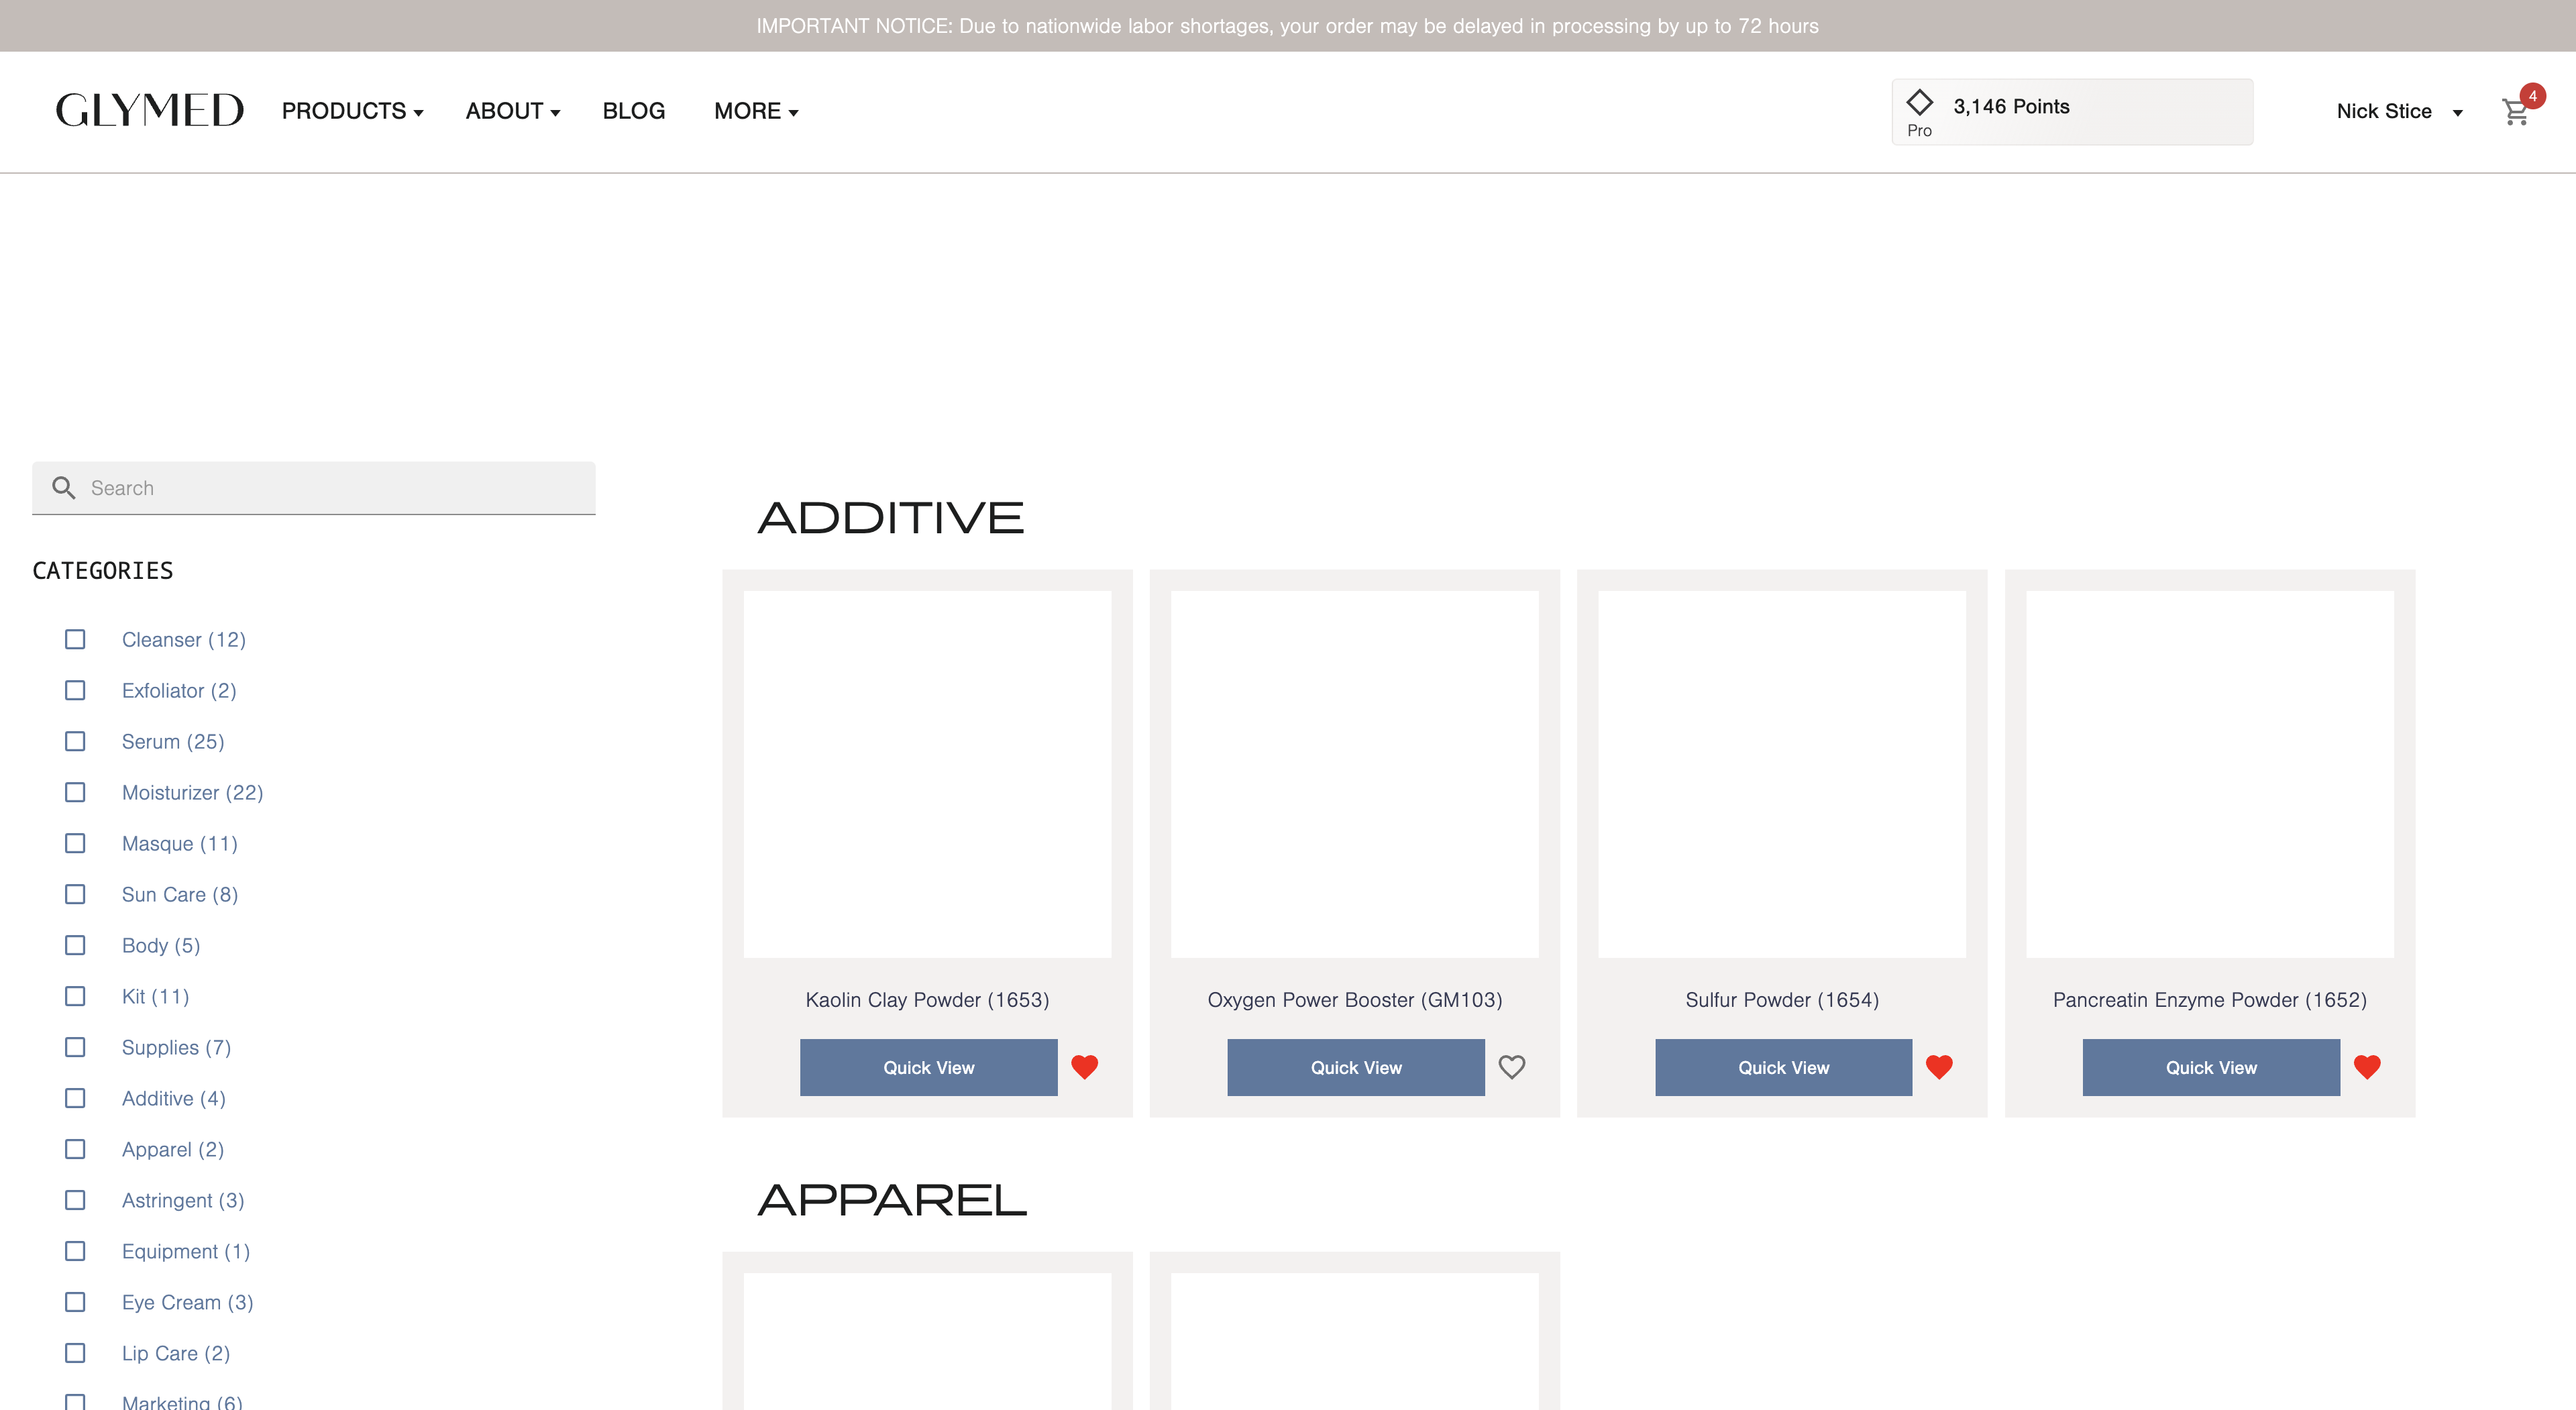 IMPORTANT NOTICE: Due to nationwide labor shortages, your order may be delayed in processing by up to 72 hours
GLYMED
PRODUCTS
ABOUT
BLOG
MORE
Pro
3,146 Points
Nick Stice
4
Search
CATEGORIES
Cleanser (12)
Exfoliator (2)
Serum (25)
Moisturizer (22)
Masque (11)
Sun Care (8)
Body (5)
Kit (11)
Supplies (7)
Additive (4)
Apparel (2)
Astringent (3)
Equipment (1)
Eye Cream (3)
Lip Care (2)
Marketing (6)
ADDITIVE
Kaolin Clay Powder (1653)
Quick View
Oxygen Power Booster (GM103)
Quick View
Sulfur Powder (1654)
Quick View
Pancreatin Enzyme Powder (1652)
Quick View
APPAREL